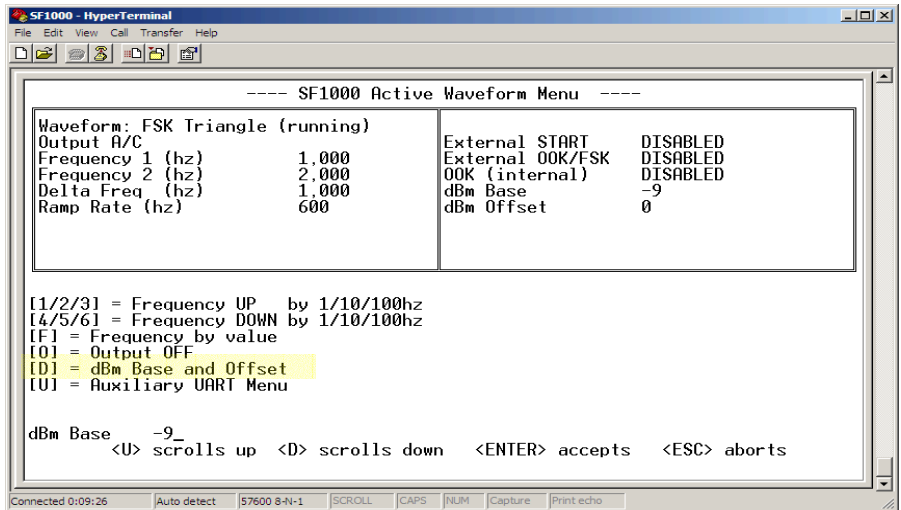 SF1000 - HyperTerminal
File Edit View Call Transfer Help
---- SF1000 Active Waveform Menu ----
Waveform: FSK Triangle (running)
Output A/C
Frequency 1 (hz) 1,000
Frequency 2 (hz) 2,000
Delta Freq (hz) 1,000
Ramp Rate (hz) 600
External START DISABLED
External OOK/FSK DISABLED
OOK (internal) DISABLED
dBm Base -9
dBm Offset 0
[1/2/3] = Frequency UP by 1/10/100hz
[4/5/6] = Frequency DOWN by 1/10/100hz
[F] = Frequency by value
[O] = Output OFF
[D] = dBm Base and Offset
[U] = Auxiliary UART Menu
dBm Base -9_
<U> scrolls up <D> scrolls down <ENTER> accepts <ESC> aborts
Connected 0:09:26 Auto detect 57600 8-N-1 SCROLL CAPS NUM Capture Print echo